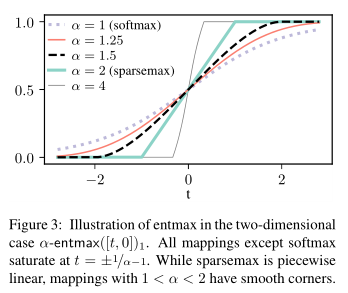 1.0
α = 1 (softmax)
α = 1.25
α = 1.5
0.5
α = 2 (sparsemax)
α = 4
0.0
−2 0 2
t
Figure 3: Illustration of entmax in the two-dimensional
case α-entmax([t, 0])₁. All mappings except softmax
saturate at t = ±¹/α−1. While sparsemax is piecewise
linear, mappings with 1 < α < 2 have smooth corners.